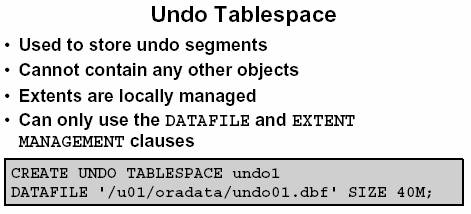 Undo Tablespace
• Used to store undo segments
• Cannot contain any other objects
• Extents are locally managed
• Can only use the DATAFILE and EXTENT
MANAGEMENT clauses
CREATE UNDO TABLESPACE undo1
DATAFILE '/u01/oradata/undo01.dbf' SIZE 40M;